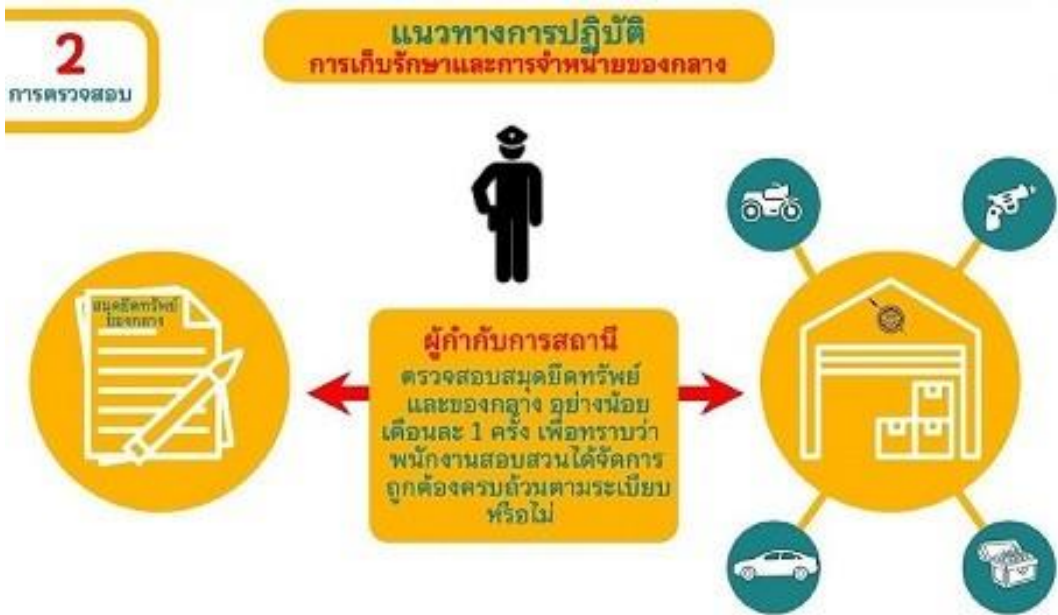 2
การตรวจสอบ
แนวทางการปฏิบัติ
การเก็บรักษาและการจำหน่ายของกลาง
สมุดยึดทรัพย์
ของกลาง
ผู้กำกับการสถานี
ตรวจสอบสมุดยึดทรัพย์
และของกลาง อย่างน้อย
เดือนละ 1 ครั้ง เพื่อทราบว่า
พนักงานสอบสวนได้จัดการ
ถูกต้องครบถ้วนตามระเบียบ
หรือไม่